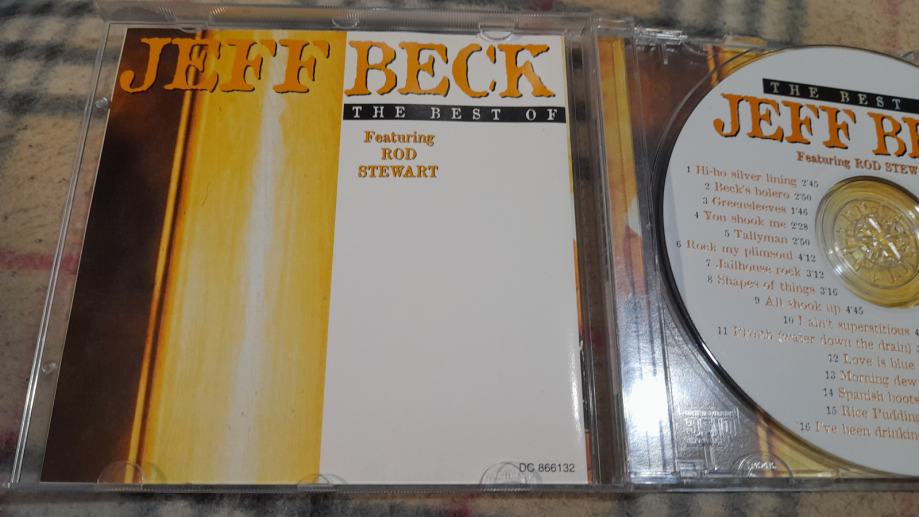 JEFF BECK
THE BEST OF
Featuring
ROD
STEWART
DC 866132
THE BEST
JEFF
Featuring ROD
1 Hi-ho silver lining 2'45
2 Beck's bolero 2'50
3 Greensleeves 1'46
4 You shook me 2'28
5 Tallyman 2'50
6 Rock my plimsoul 4'12
7 Jailhouse rock 3'12
8 Shapes of things 3'16
9 All shook up 4'45
10 I ain't superstitious
11 (water down the drain)
12 Love is blue
13 Morning dew
14 Spanish boots
15 Rice Pudding
16 I've been